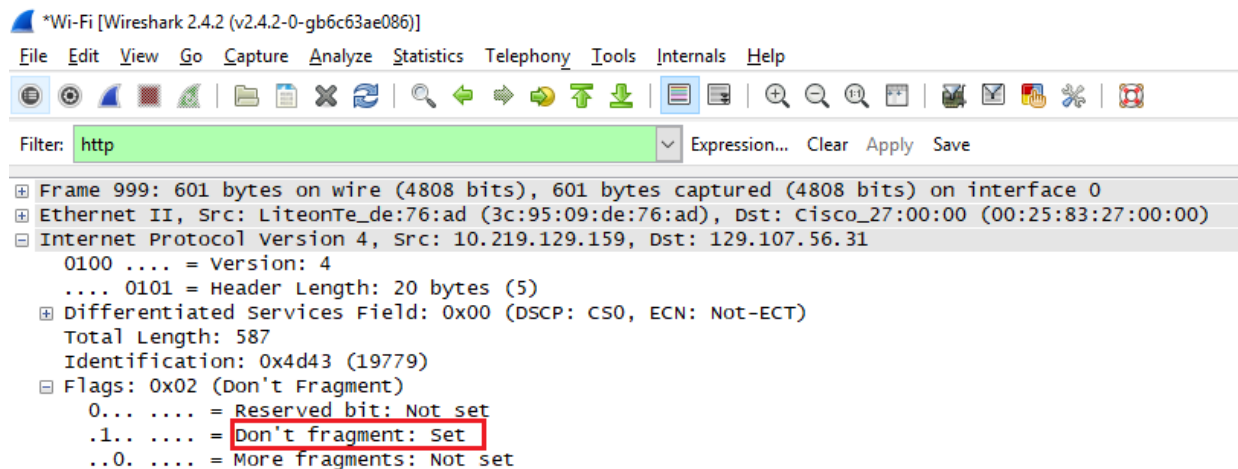 *Wi-Fi [Wireshark 2.4.2 (v2.4.2-0-gb6c63ae086)]
File Edit View Go Capture Analyze Statistics Telephony Tools Internals Help
Filter: http Expression... Clear Apply Save
Frame 999: 601 bytes on wire (4808 bits), 601 bytes captured (4808 bits) on interface 0
Ethernet II, Src: LiteonTe_de:76:ad (3c:95:09:de:76:ad), Dst: Cisco_27:00:00 (00:25:83:27:00:00)
Internet Protocol Version 4, Src: 10.219.129.159, Dst: 129.107.56.31
0100 .... = Version: 4
.... 0101 = Header Length: 20 bytes (5)
Differentiated Services Field: 0x00 (DSCP: CS0, ECN: Not-ECT)
Total Length: 587
Identification: 0x4d43 (19779)
Flags: 0x02 (Don't Fragment)
0... .... = Reserved bit: Not set
.1.. .... = Don't fragment: Set
..0. .... = More fragments: Not set